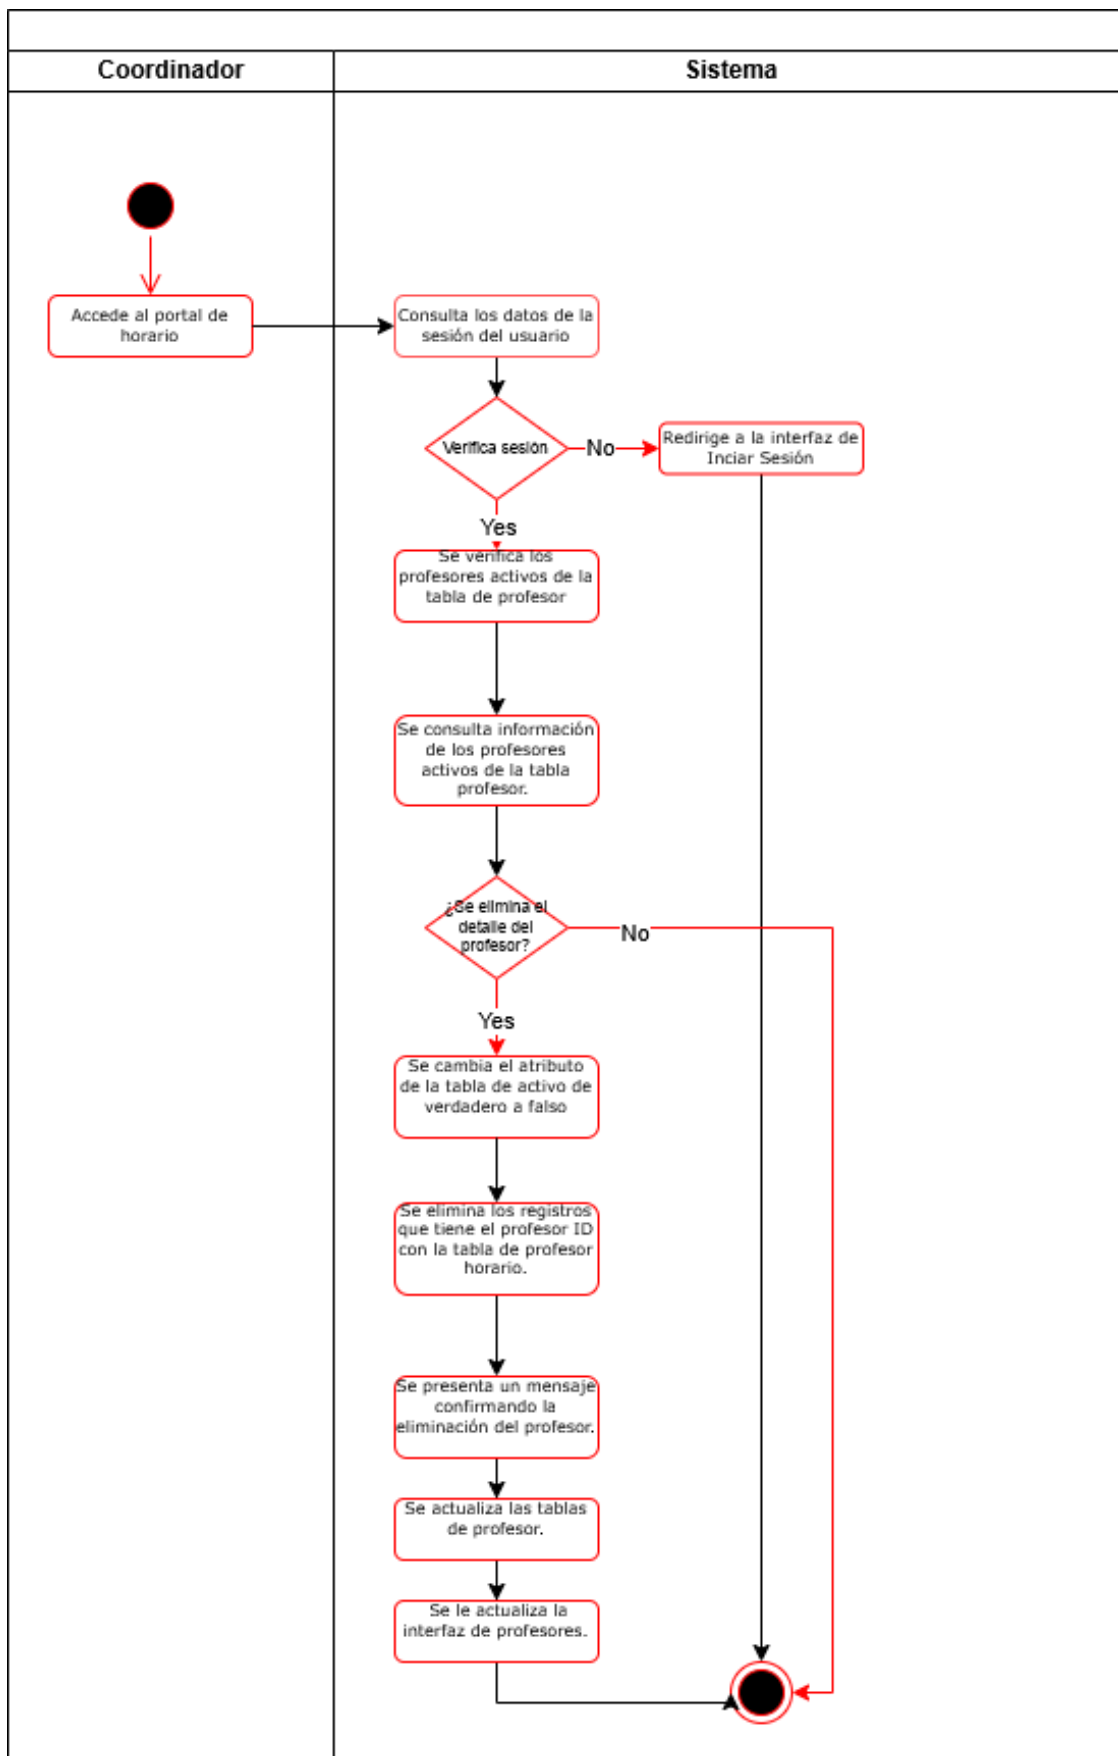 Coordinador
Sistema
Accede al portal de
horario
Consulta los datos de la
sesión del usuario
Verifica sesión
No
Redirige a la interfaz de
Inciar Sesión
Yes
Se verifica los
profesores activos de la
tabla de profesor
Se consulta información
de los profesores
activos de la tabla
profesor.
¿Se elimina el
detalle del
profesor?
No
Yes
Se cambia el atributo
de la tabla de activo de
verdadero a falso
Se elimina los registros
que tiene el profesor ID
con la tabla de profesor
horario.
Se presenta un mensaje
confirmando la
eliminación del profesor.
Se actualiza las tablas
de profesor.
Se le actualiza la
interfaz de profesores.